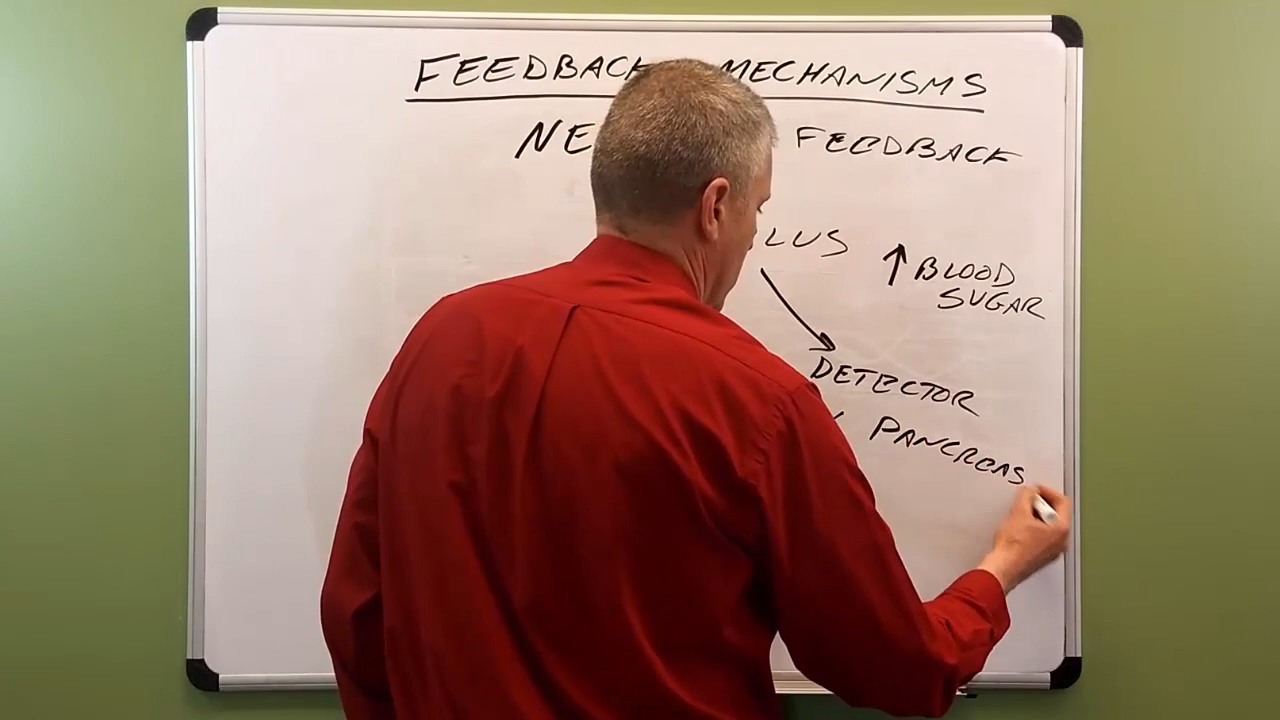 FEEDBACK MECHANISMS
NE FEEDBACK
LUS ↑ BLOOD
SUGAR
DETECTOR
PANCREAS